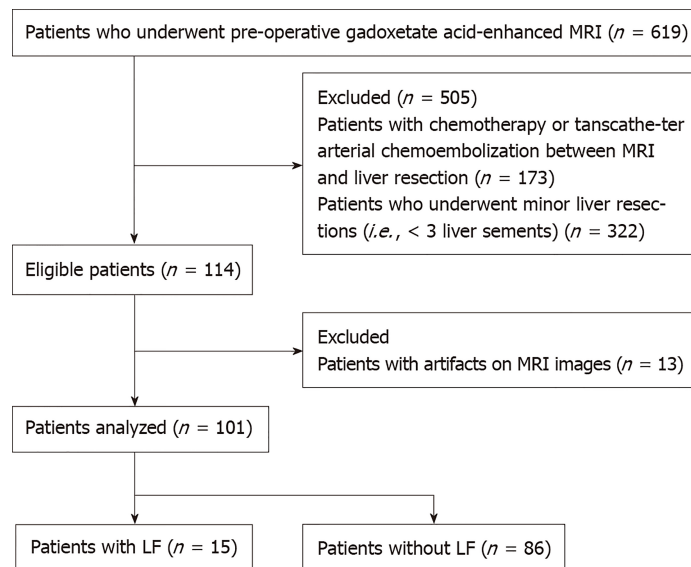 Patients who underwent pre-operative gadoxetate acid-enhanced MRI (n = 619)
Excluded (n = 505)
Patients with chemotherapy or tanscathe-ter
arterial chemoembolization between MRI
and liver resection (n = 173)
Patients who underwent minor liver resec-
tions (i.e., < 3 liver sements) (n = 322)
Eligible patients (n = 114)
Excluded
Patients with artifacts on MRI images (n = 13)
Patients analyzed (n = 101)
Patients with LF (n = 15)
Patients without LF (n = 86)